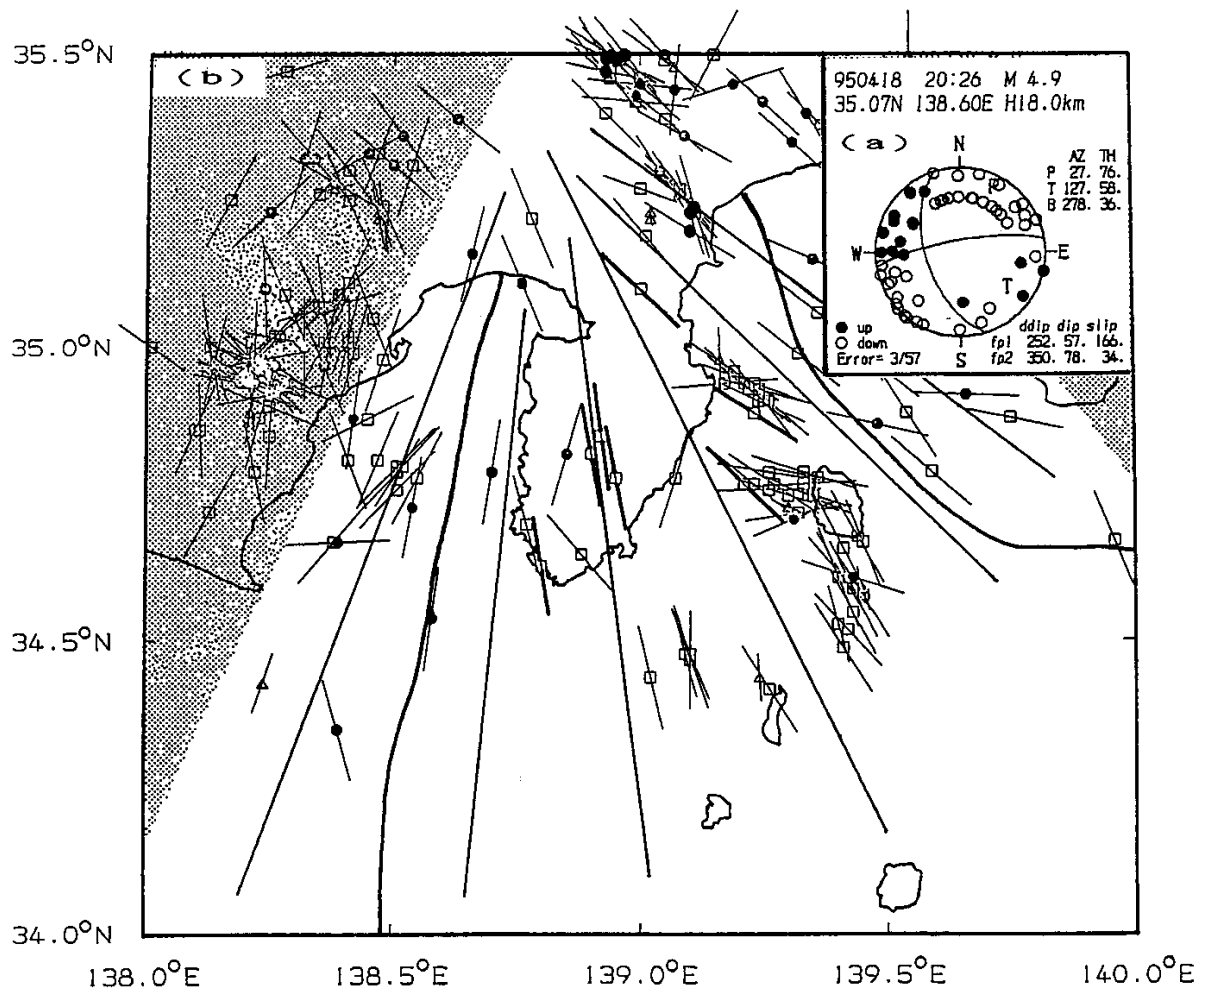 35.5°N
(b)
950418 20:26 M 4.9
35.07N 138.60E H18.0km
(a)
N
AZ TH
P 27. 76.
T 127. 58.
B 278. 36.
P
W
E
T
up
down
Error= 3/57
S
ddip dip slip
fp1 252. 57. 166.
fp2 350. 78. 34.
35.0°N
34.5°N
34.0°N
138.0°E
138.5°E
139.0°E
139.5°E
140.0°E